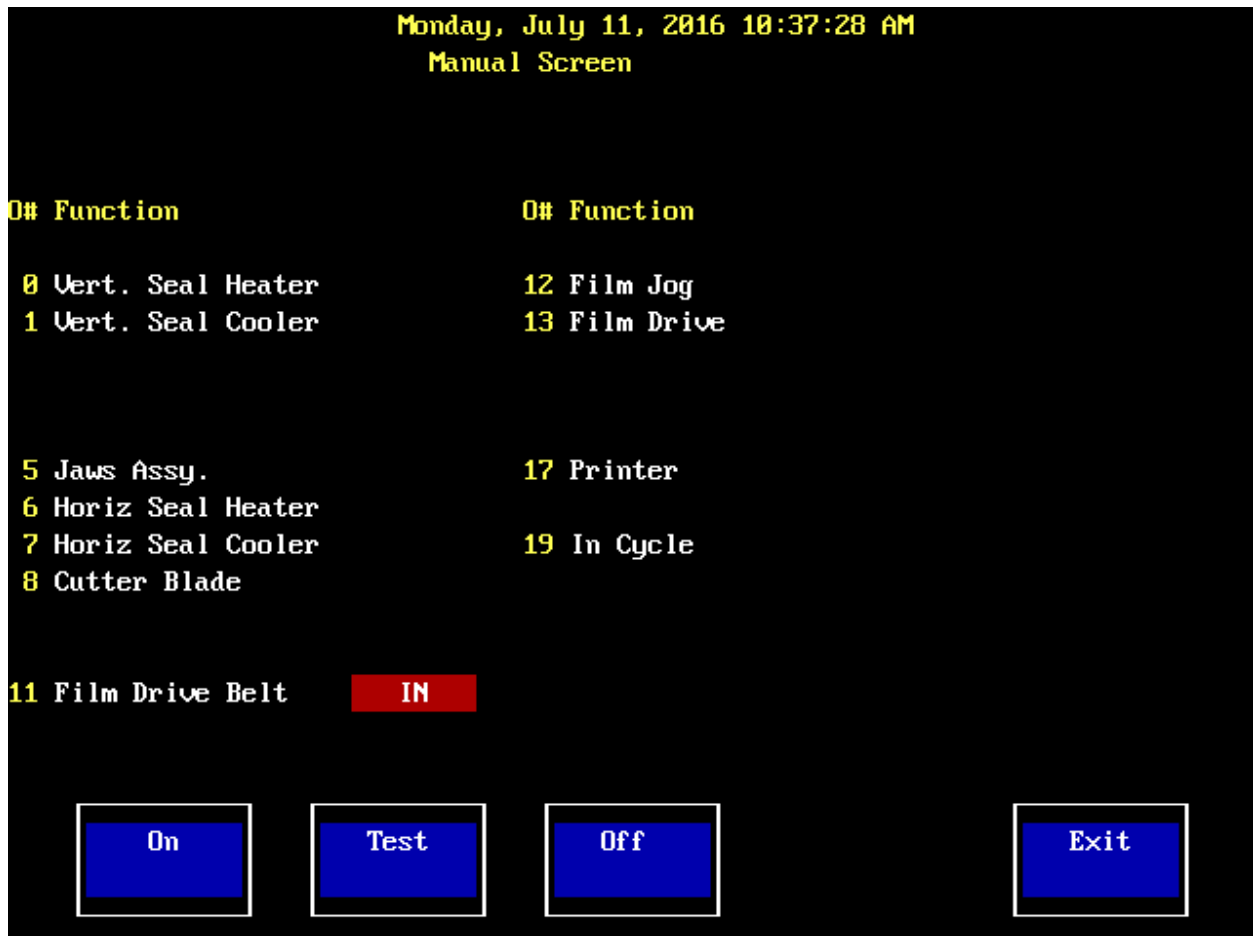 Monday, July 11, 2016 10:37:28 AM
Manual Screen
O# Function O# Function
0 Vert. Seal Heater 12 Film Jog
1 Vert. Seal Cooler 13 Film Drive
5 Jaws Assy. 17 Printer
6 Horiz Seal Heater
7 Horiz Seal Cooler 19 In Cycle
8 Cutter Blade
11 Film Drive Belt IN
On Test Off Exit